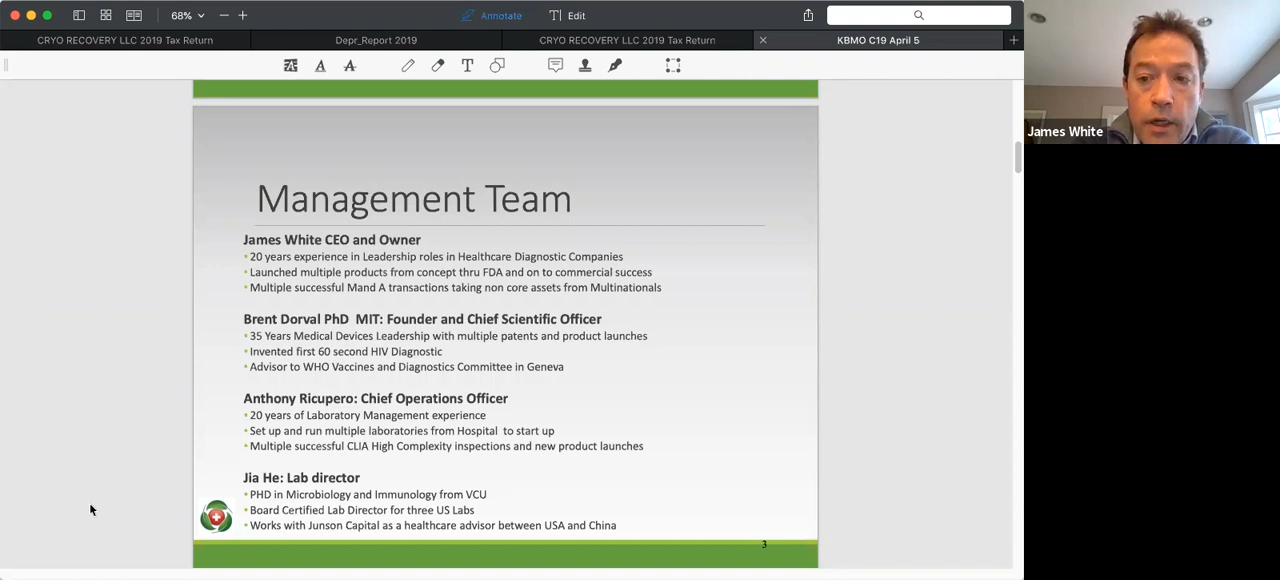 68%
Annotate
Edit
CRYO RECOVERY LLC 2019 Tax Return
Depr_Report 2019
CRYO RECOVERY LLC 2019 Tax Return
KBMO C19 April 5
James White
Management Team
James White CEO and Owner
• 20 years experience in Leadership roles in Healthcare Diagnostic Companies
• Launched multiple products from concept thru FDA and on to commercial success
• Multiple successful Mand A transactions taking non core assets from Multinationals
Brent Dorval PhD MIT: Founder and Chief Scientific Officer
• 35 Years Medical Devices Leadership with multiple patents and product launches
• Invented first 60 second HIV Diagnostic
• Advisor to WHO Vaccines and Diagnostics Committee in Geneva
Anthony Ricupero: Chief Operations Officer
• 20 years of Laboratory Management experience
• Set up and run multiple laboratories from Hospital to start up
• Multiple successful CLIA High Complexity inspections and new product launches
Jia He: Lab director
• PHD in Microbiology and Immunology from VCU
• Board Certified Lab Director for three US Labs
• Works with Junson Capital as a healthcare advisor between USA and China
3